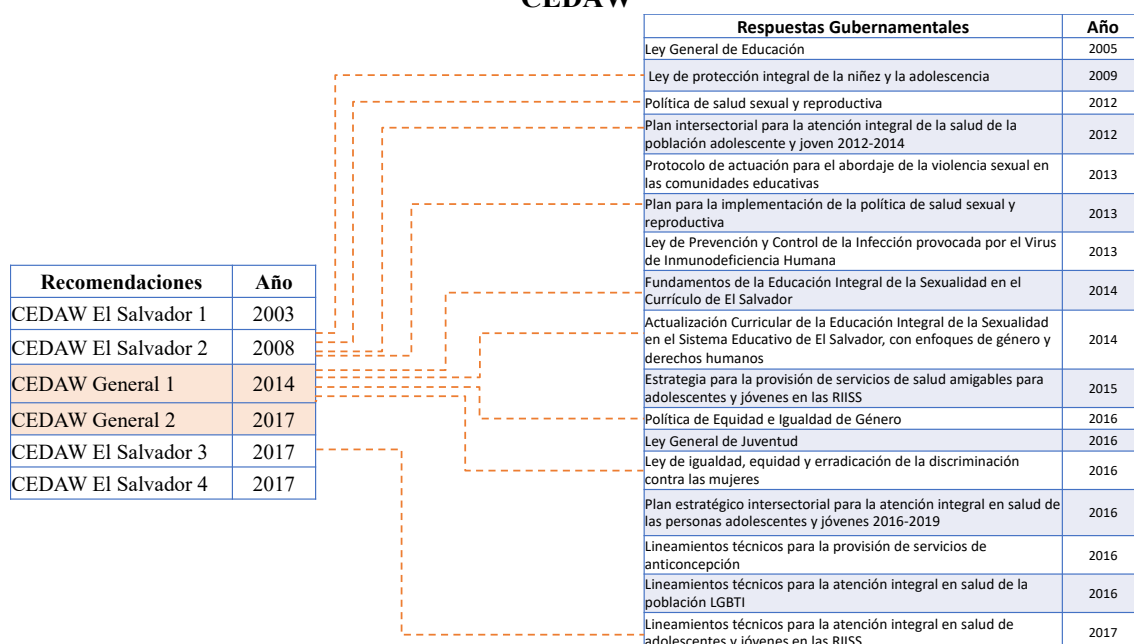 CEDAW
Respuestas Gubernamentales Año
Ley General de Educación 2005
Ley de protección integral de la niñez y la adolescencia 2009
Política de salud sexual y reproductiva 2012
Plan intersectorial para la atención integral de la salud de la
población adolescente y joven 2012-2014 2012
Protocolo de actuación para el abordaje de la violencia sexual en
las comunidades educativas 2013
Plan para la implementación de la política de salud sexual y
reproductiva 2013
Ley de Prevención y Control de la Infección provocada por el Virus
de Inmunodeficiencia Humana 2013
Fundamentos de la Educación Integral de la Sexualidad en el
Currículo de El Salvador 2014
Actualización Curricular de la Educación Integral de la Sexualidad
en el Sistema Educativo de El Salvador, con enfoques de género y
derechos humanos 2014
Estrategia para la provisión de servicios de salud amigables para
adolescentes y jóvenes en las RIISS 2015
Política de Equidad e Igualdad de Género 2016
Ley General de Juventud 2016
Ley de igualdad, equidad y erradicación de la discriminación
contra las mujeres 2016
Plan estratégico intersectorial para la atención integral en salud de
las personas adolescentes y jóvenes 2016-2019 2016
Lineamientos técnicos para la provisión de servicios de
anticoncepción 2016
Lineamientos técnicos para la atención integral en salud de la
población LGBTI 2016
Lineamientos técnicos para la atención integral en salud de
adolescentes y jóvenes en las RIISS 2017
Recomendaciones Año
CEDAW El Salvador 1 2003
CEDAW El Salvador 2 2008
CEDAW General 1 2014
CEDAW General 2 2017
CEDAW El Salvador 3 2017
CEDAW El Salvador 4 2017